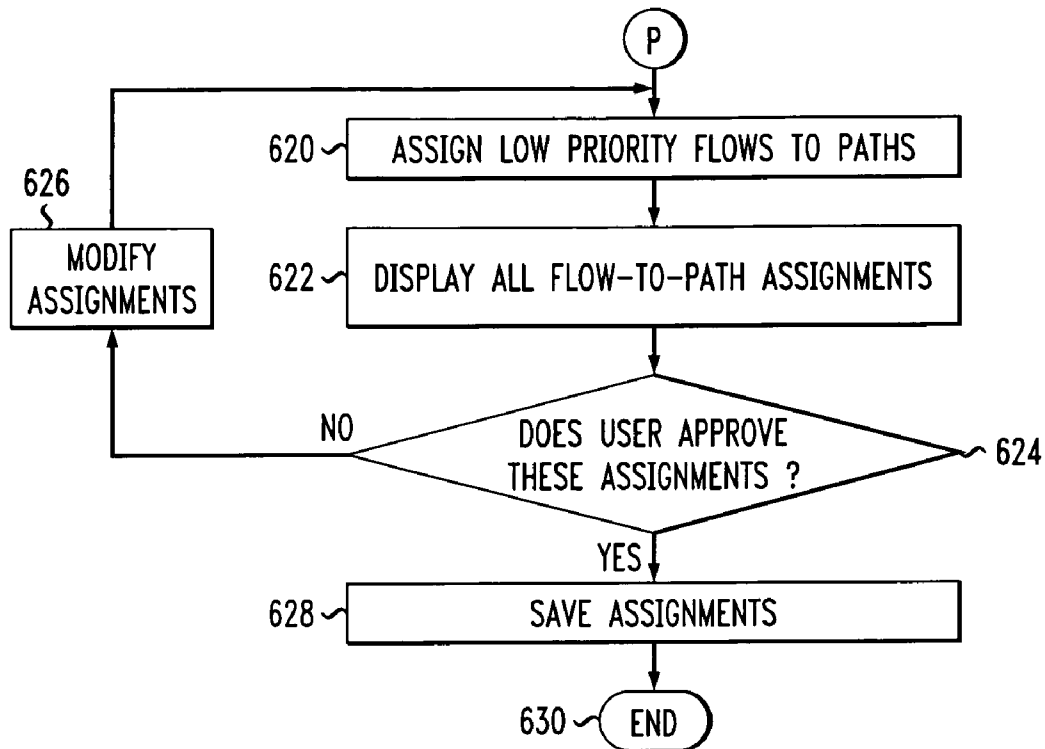 P
620
ASSIGN LOW PRIORITY FLOWS TO PATHS
626
MODIFY
ASSIGNMENTS
622
DISPLAY ALL FLOW-TO-PATH ASSIGNMENTS
NO
DOES USER APPROVE
THESE ASSIGNMENTS ?
624
YES
628
SAVE ASSIGNMENTS
630
END